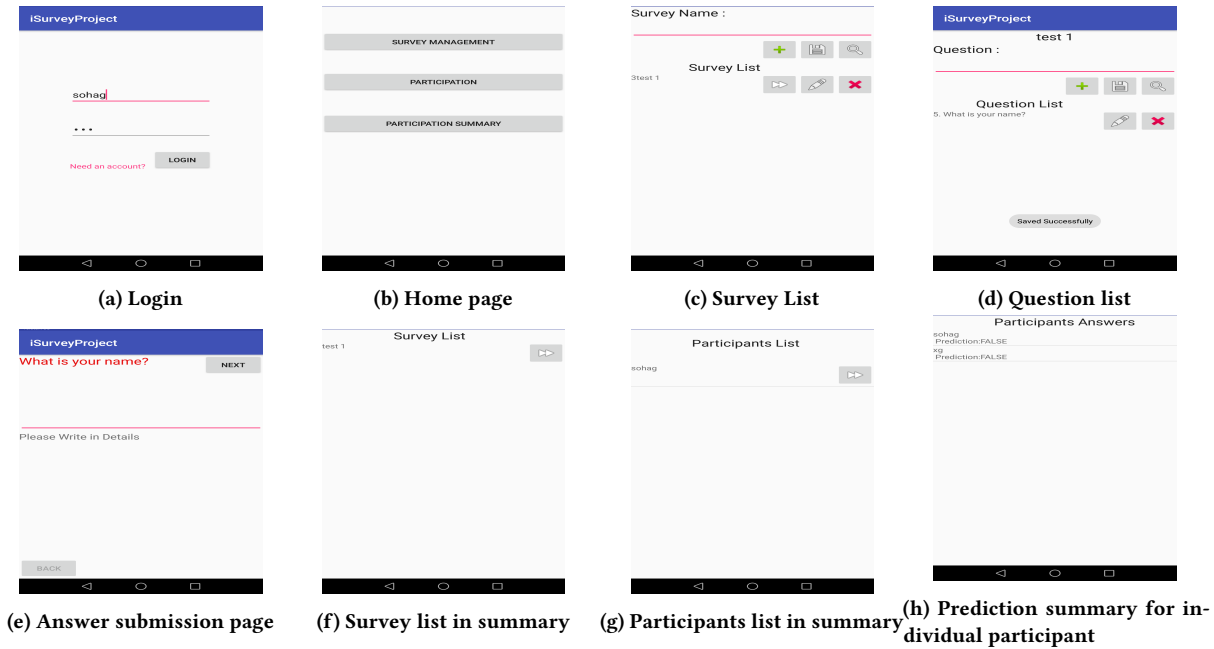 iSurveyProject
sohag
Need an account?
LOGIN
(a) Login
SURVEY MANAGEMENT
PARTICIPATION
PARTICIPATION SUMMARY
(b) Home page
Survey Name :
Survey List
3test 1
(c) Survey List
iSurveyProject
test 1
Question :
Question List
5. What is your name?
Saved Successfully
(d) Question list
iSurveyProject
What is your name?
NEXT
Please Write in Details
BACK
(e) Answer submission page
Survey List
test 1
(f) Survey list in summary
Participants List
sohag
(g) Participants list in summary
Participants Answers
sohag
Prediction:FALSE
xg
Prediction:FALSE
(h) Prediction summary for in-
dividual participant